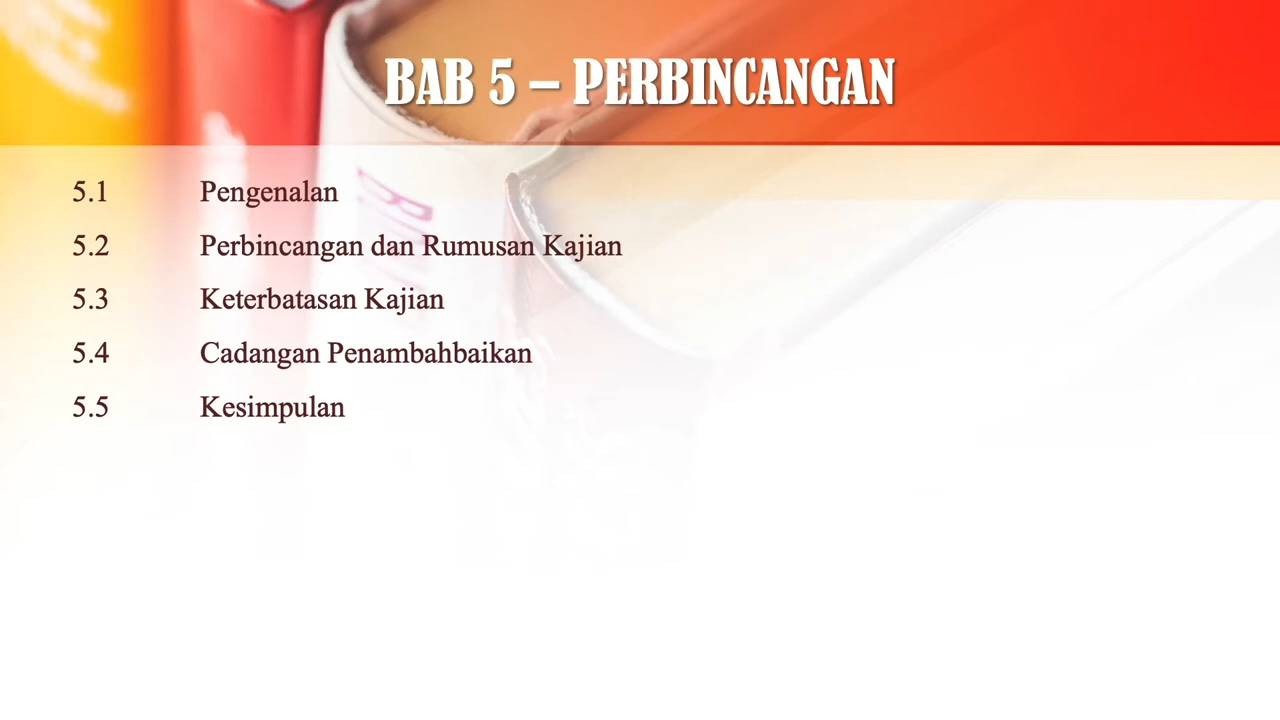 BAB 5 – PERBINCANGAN
5.1 Pengenalan
5.2 Perbincangan dan Rumusan Kajian
5.3 Keterbatasan Kajian
5.4 Cadangan Penambahbaikan
5.5 Kesimpulan